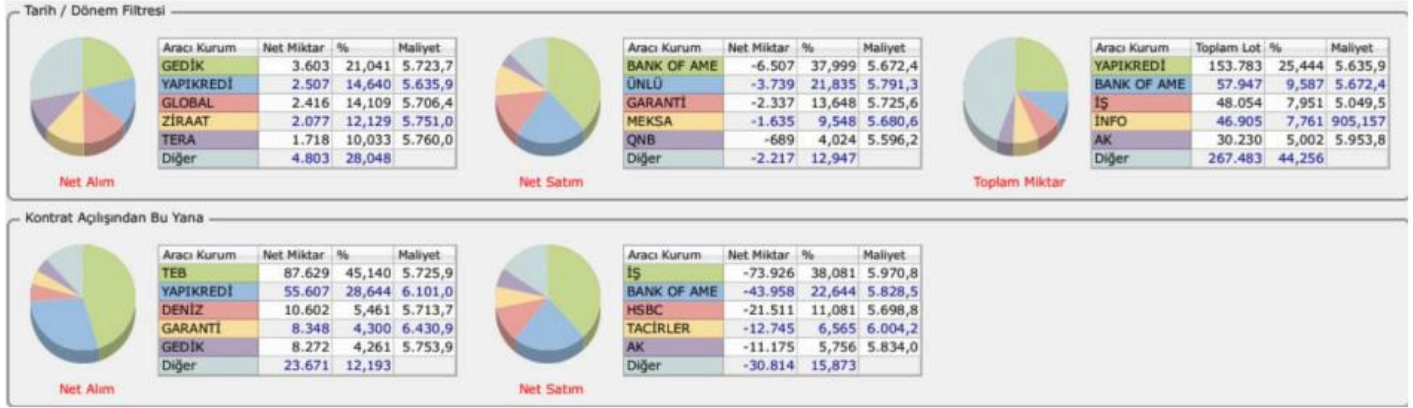 Tarih / Dönem Filtresi
Aracı Kurum Net Miktar % Maliyet
GEDİK 3.603 21,041 5.723,7
YAPIKREDİ 2.507 14,640 5.635,9
GLOBAL 2.416 14,109 5.706,4
ZİRAAT 2.077 12,129 5.751,0
TERA 1.718 10,033 5.760,0
Diğer 4.803 28,048
Net Alım
Aracı Kurum Net Miktar % Maliyet
BANK OF AME -6.507 37,999 5.672,4
ÜNLÜ -3.739 21,835 5.791,3
GARANTİ -2.337 13,648 5.725,6
MEKSA -1.635 9,548 5.680,6
QNB -689 4,024 5.596,2
Diğer -2.217 12,947
Net Satım
Aracı Kurum Toplam Lot % Maliyet
YAPIKREDİ 153.783 25,444 5.635,9
BANK OF AME 57.947 9,587 5.672,4
İŞ 48.054 7,951 5.049,5
İNFO 46.905 7,761 905,157
AK 30.230 5,002 5.953,8
Diğer 267.483 44,256
Toplam Miktar
Kontrat Açılışından Bu Yana
Aracı Kurum Net Miktar % Maliyet
TEB 87.629 45,140 5.725,9
YAPIKREDİ 55.607 28,644 6.101,0
DENİZ 10.602 5,461 5.713,7
GARANTİ 8.348 4,300 6.430,9
GEDİK 8.272 4,261 5.753,9
Diğer 23.671 12,193
Net Alım
Aracı Kurum Net Miktar % Maliyet
İŞ -73.926 38,081 5.970,8
BANK OF AME -43.958 22,644 5.828,5
HSBC -21.511 11,081 5.698,8
TACİRLER -12.745 6,565 6.004,2
AK -11.175 5,756 5.834,0
Diğer -30.814 15,873
Net Satım